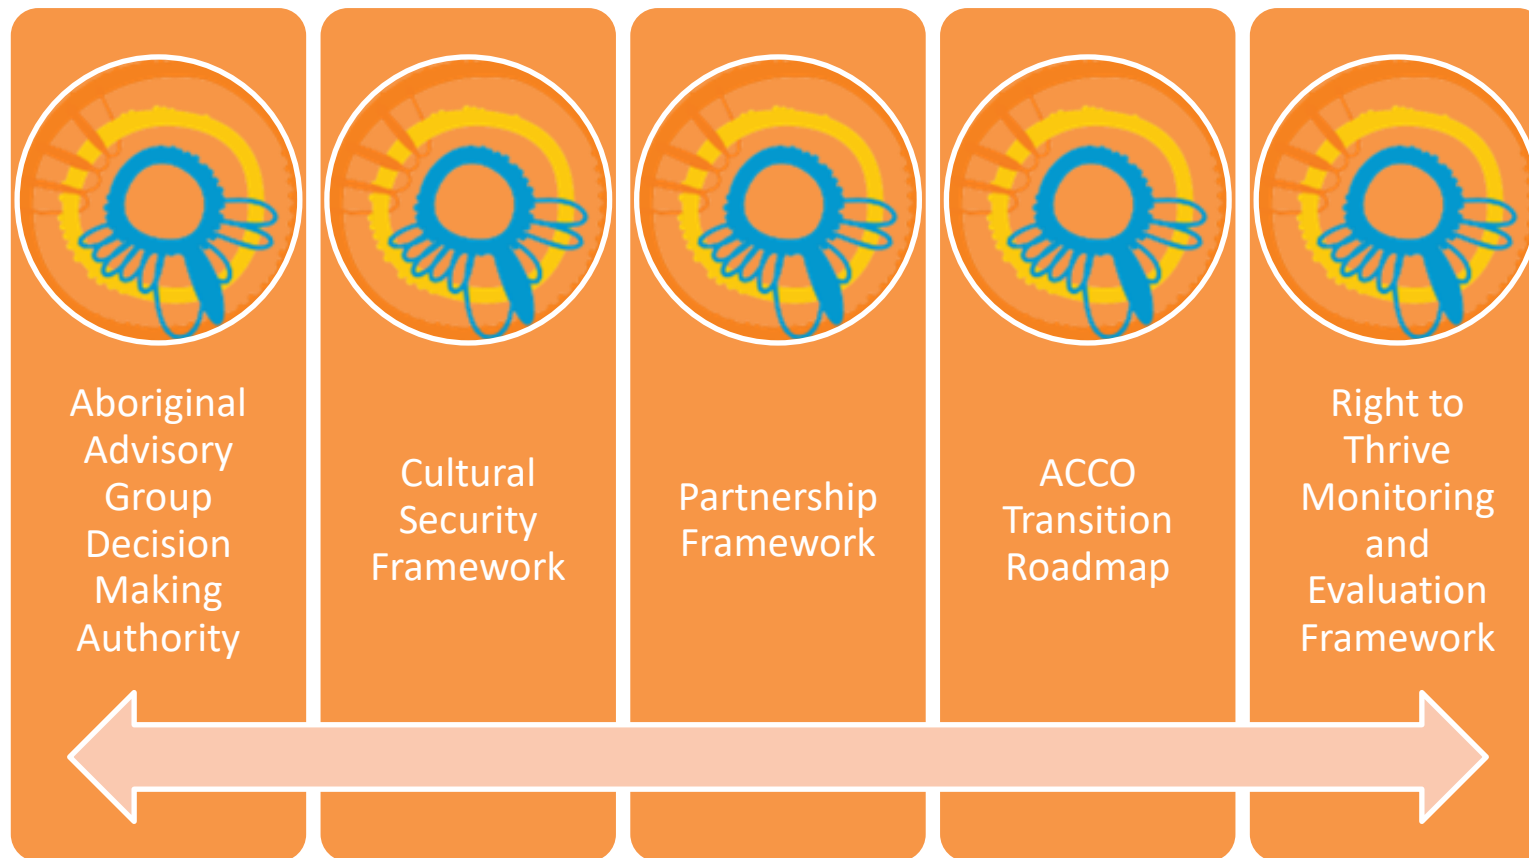 Aboriginal
Advisory
Group
Decision
Making
Authority
Cultural
Security
Framework
Partnership
Framework
ACCO
Transition
Roadmap
Right to
Thrive
Monitoring
and
Evaluation
Framework